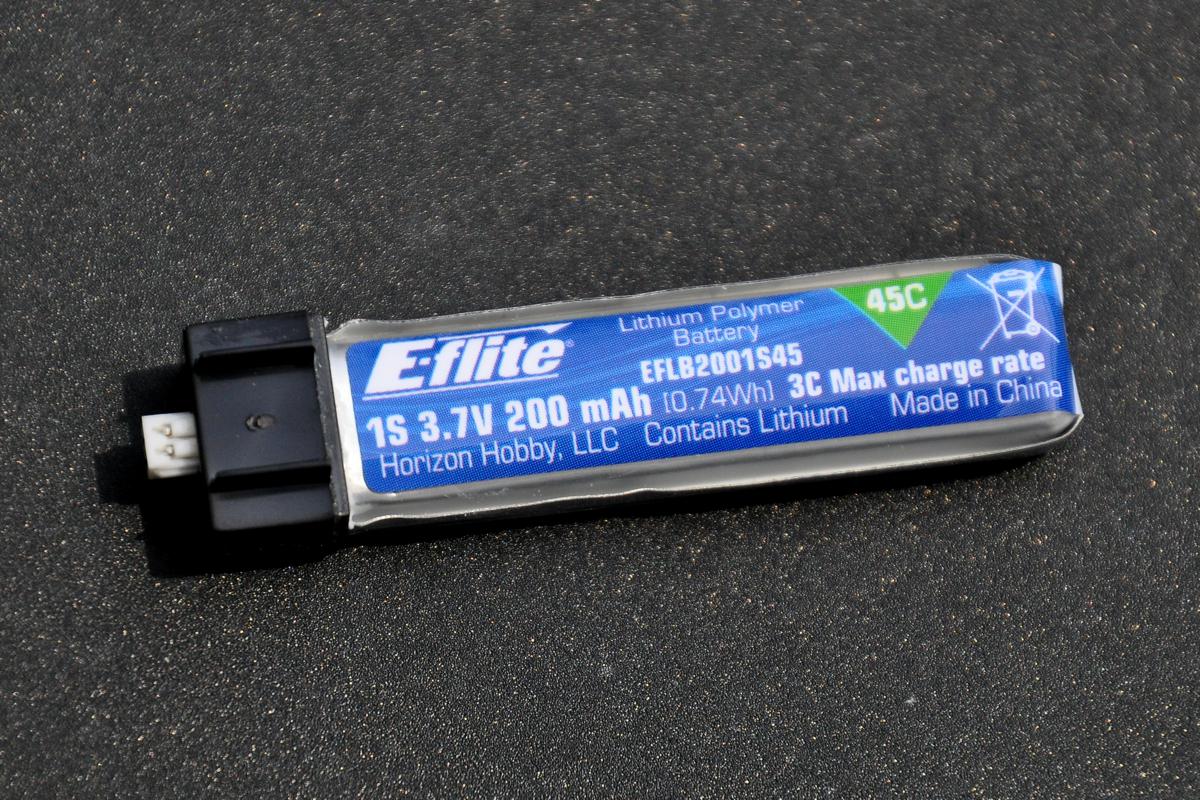 E-flite®
Lithium Polymer
Battery
45C
EFLB2001S45
1S 3.7V 200 mAh [0.74Wh] 3C Max charge rate
Horizon Hobby, LLC Contains Lithium Made in China